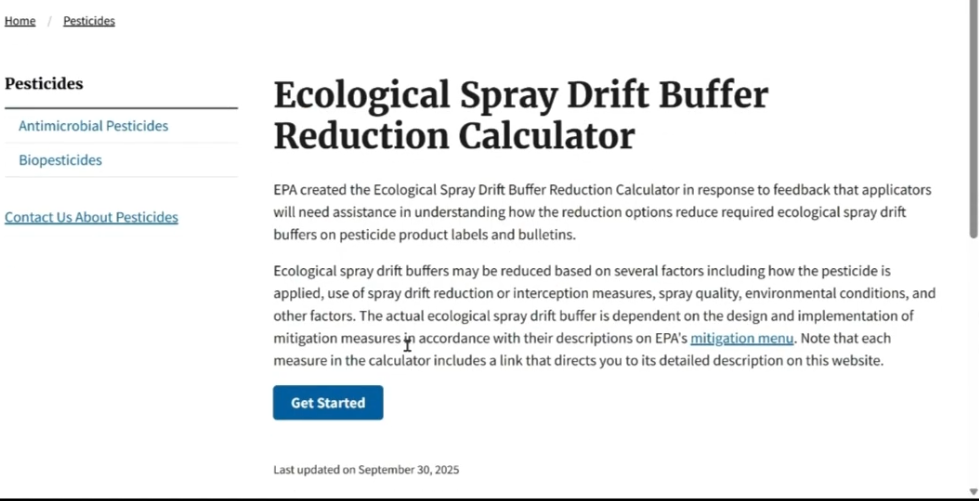 Home / Pesticides
Pesticides
Antimicrobial Pesticides
Biopesticides
Contact Us About Pesticides
Ecological Spray Drift Buffer
Reduction Calculator
EPA created the Ecological Spray Drift Buffer Reduction Calculator in response to feedback that applicators
will need assistance in understanding how the reduction options reduce required ecological spray drift
buffers on pesticide product labels and bulletins.
Ecological spray drift buffers may be reduced based on several factors including how the pesticide is
applied, use of spray drift reduction or interception measures, spray quality, environmental conditions, and
other factors. The actual ecological spray drift buffer is dependent on the design and implementation of
mitigation measures in accordance with their descriptions on EPA's mitigation menu. Note that each
measure in the calculator includes a link that directs you to its detailed description on this website.
Get Started
Last updated on September 30, 2025